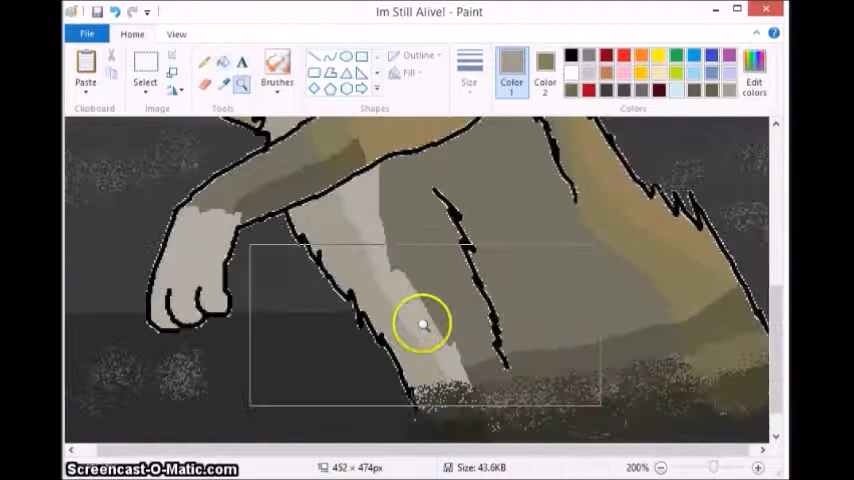 Im Still Alive! - Paint
File
Home
View
Paste
Select
Brushes
Outline
Fill
Size
Color 1
Color 2
Edit colors
Clipboard
Image
Tools
Shapes
Colors
Screencast-O-Matic.com
452 × 474px
Size: 43.6KB
200%